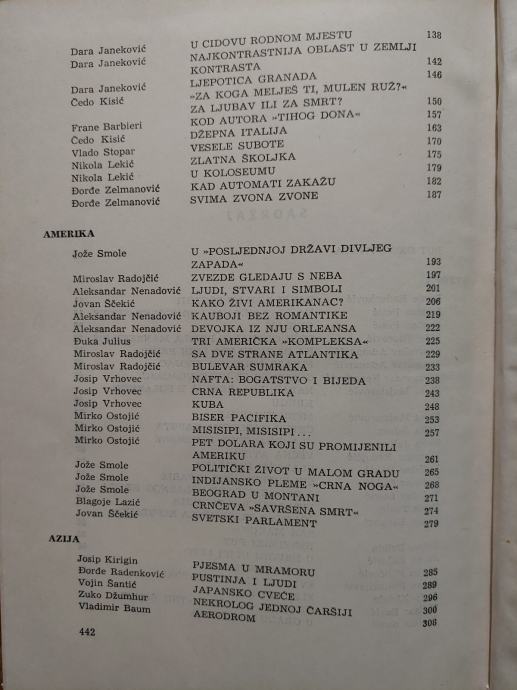 Dara Janeković U CIDOVU RODNOM MJESTU 138
Dara Janeković NAJKONTRASTNIJA OBLAST U ZEMLJI
KONTRASTA 142
Dara Janeković LJEPOTICA GRANADA 146
Čedo Kisić »ZA KOGA MELJEŠ TI, MULEN RUŽ?«
ZA LJUBAV ILI ZA SMRT? 150
Frane Barbieri KOD AUTORA »TIHOG DONA« 157
Čedo Kisić DŽEPNA ITALIJA 163
Vlado Stopar VESELE SUBOTE 170
Nikola Lekić ZLATNA ŠKOLJKA 175
Nikola Lekić U KOLOSEUMU 179
Đorđe Zelmanović KAD AUTOMATI ZAKAŽU 182
Đorđe Zelmanović SVIMA ZVONA ZVONE 187
AMERIKA
Jože Smole U »POSLJEDNJOJ DRŽAVI DIVLJEG
ZAPADA« 193
Miroslav Radojčić ZVEZDE GLEDAJU S NEBA 197
Aleksandar Nenadović LJUDI, STVARI I SIMBOLI 201
Jovan Ščekić KAKO ŽIVI AMERIKANAC? 206
Aleksandar Nenadović KAUBOJI BEZ ROMANTIKE 219
Aleksandar Nenadović DEVOJKA IZ NJU ORLEANSA 222
Đuka Julius TRI AMERIČKA »KOMPLEKSA« 225
Miroslav Radojčić SA DVE STRANE ATLANTIKA 229
Miroslav Radojčić BULEVAR SUMRAKA 233
Josip Vrhovec NAFTA: BOGATSTVO I BIJEDA 238
Josip Vrhovec CRNA REPUBLIKA 243
Josip Vrhovec KUBA 248
Mirko Ostojić BISER PACIFIKA 253
Mirko Ostojić MISISIPI, MISISIPI ... 257
Mirko Ostojić PET DOLARA KOJI SU PROMIJENILI
AMERIKU 261
Jože Smole POLITIČKI ŽIVOT U MALOM GRADU 265
Jože Smole INDIJANSKO PLEME »CRNA NOGA« 268
Jože Smole BEOGRAD U MONTANI 271
Blagoje Lazić CRNČEVA »SAVRŠENA SMRT« 274
Jovan Ščekić SVETSKI PARLAMENT 279
AZIJA
Josip Kirigin PJESMA U MRAMORU 285
Đorđe Radenković PUSTINJA I LJUDI 289
Vojin Šantić JAPANSKO CVEĆE 296
Zuko Džumhur NEKROLOG JEDNOJ ČARŠIJI 300
Vladimir Baum AERODROM 306
442